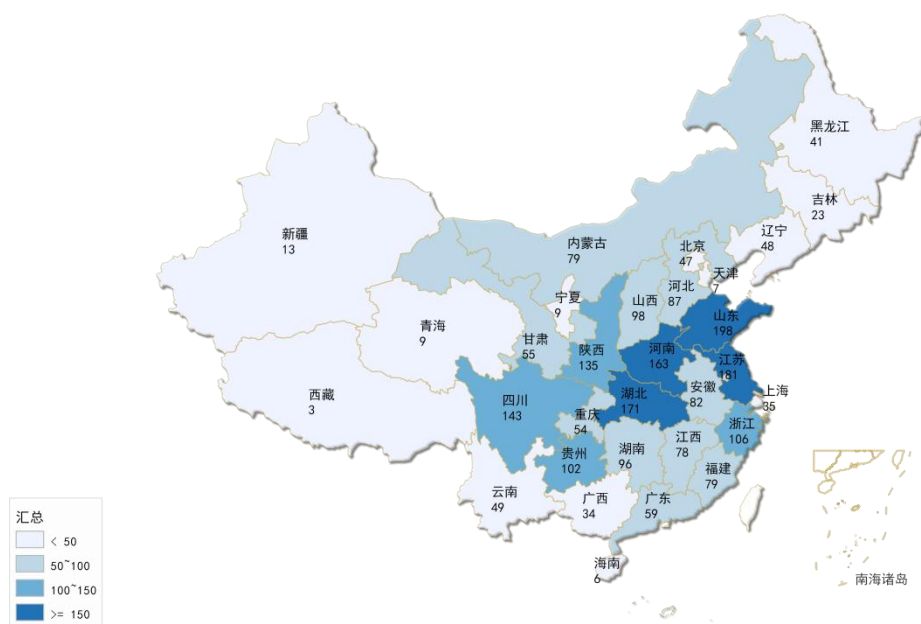 黑龙江
41
吉林
23
辽宁
48
新疆
13
内蒙古
79
北京
47
天津
7
河北
87
宁夏
9
山西
98
山东
198
青海
9
甘肃
55
陕西
135
河南
163
江苏
181
西藏
3
四川
143
重庆
54
湖北
171
安徽
82
上海
35
浙江
106
贵州
102
湖南
96
江西
78
福建
79
云南
49
广西
34
广东
59
海南
6
南海诸岛
汇总
< 50
50~100
100~150
>= 150